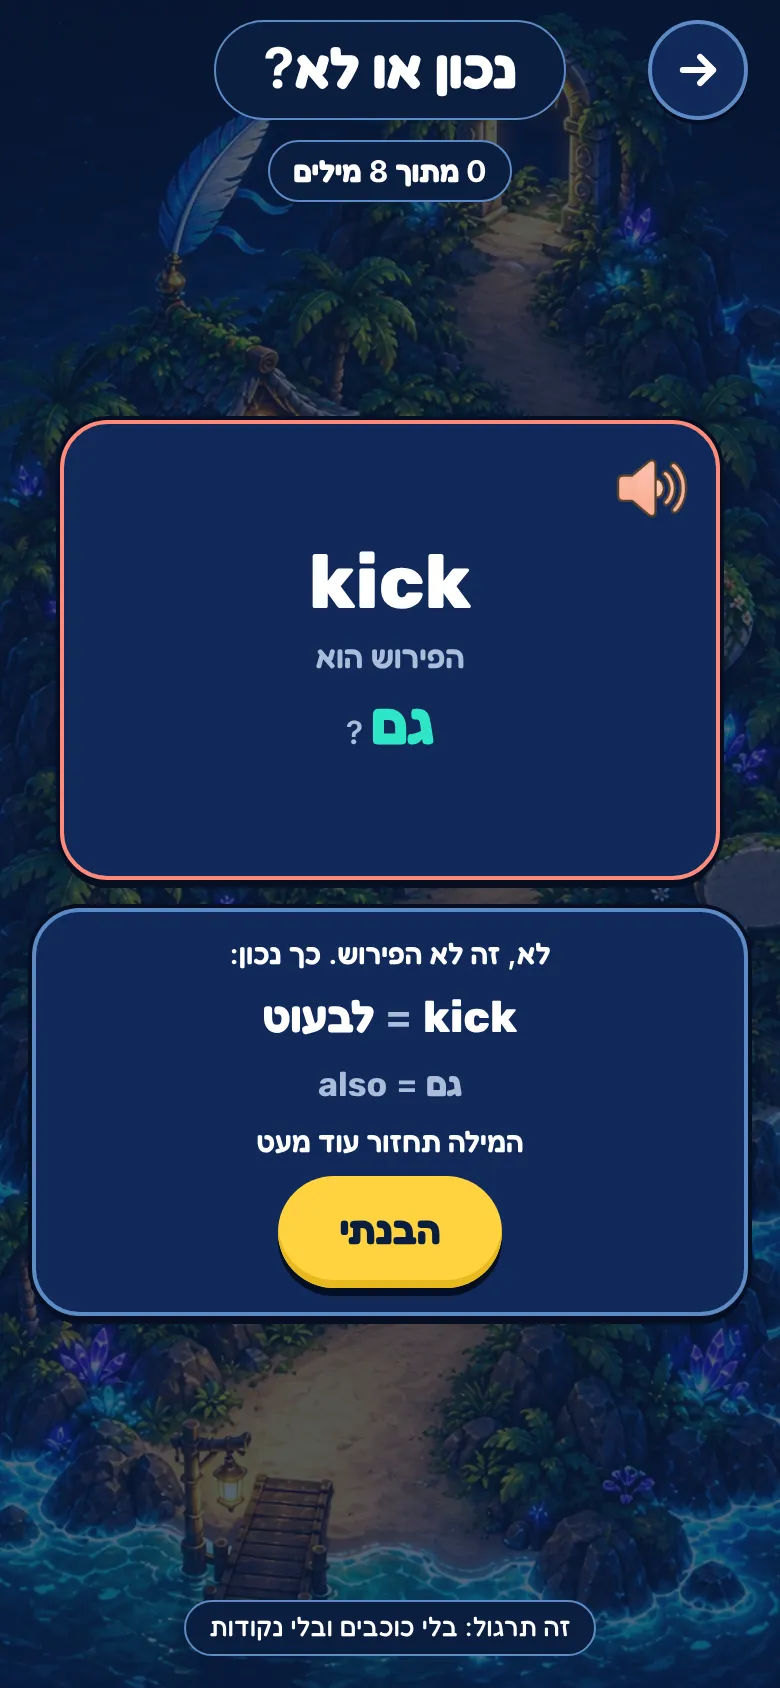 נכון או לא?
0 מתוך 8 מילים
kick
הפירוש הוא
גם ?
לא, זה לא הפירוש. כך נכון:
kick = לבעוט
גם = also
המילה תחזור עוד מעט
הבנתי
זה תרגול: בלי כוכבים ובלי נקודות